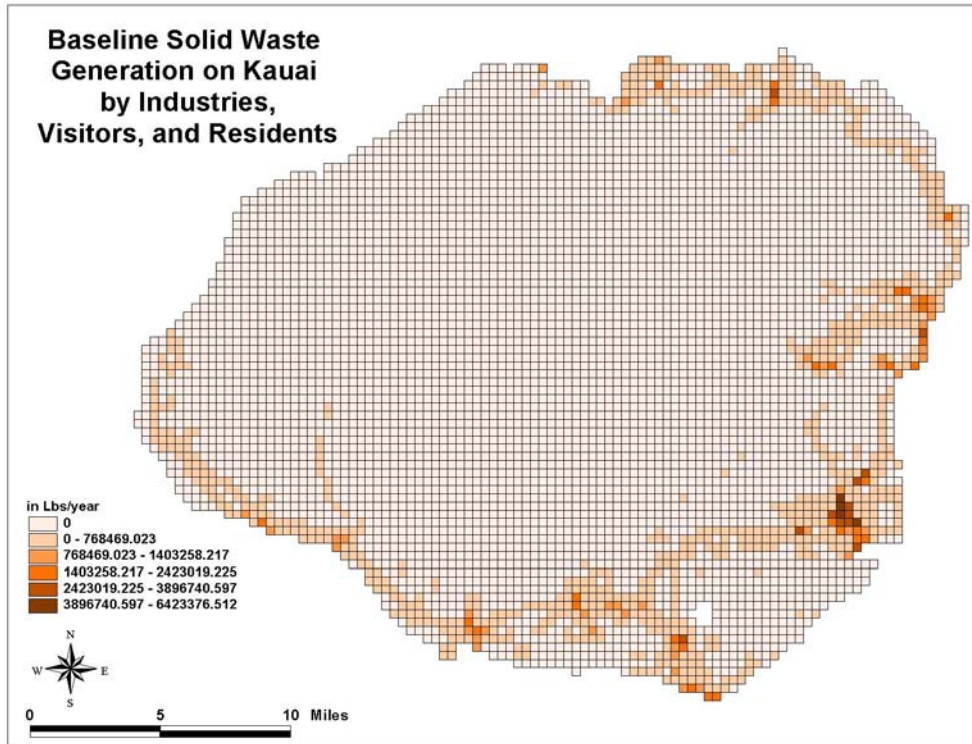 Baseline Solid Waste
Generation on Kauai
by Industries,
Visitors, and Residents
in Lbs/year
0
0 - 768469.023
768469.023 - 1403258.217
1403258.217 - 2423019.225
2423019.225 - 3896740.597
3896740.597 - 6423376.512
N
W E
S
0 5 10 Miles